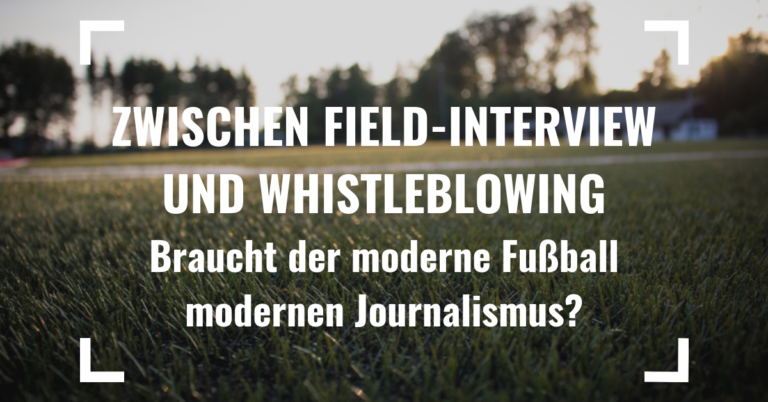 ZWISCHEN FIELD-INTERVIEW
UND WHISTLEBLOWING
Braucht der moderne Fußball
modernen Journalismus?